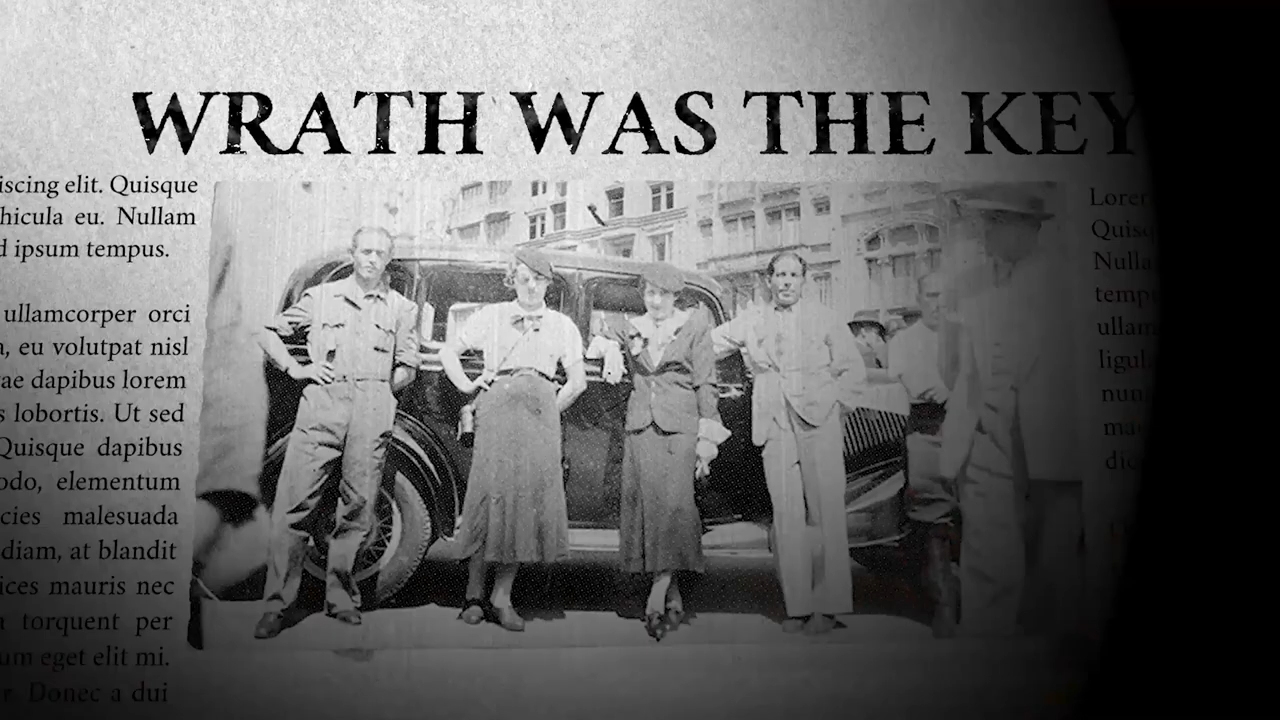 WRATH WAS THE KEY
iscing elit. Quisque
hicula eu. Nullam
d ipsum tempus.
ullamcorper orci
a, eu volutpat nisl
ae dapibus lorem
s lobortis. Ut sed
Quisque dapibus
odo, elementum
cies malesuada
diam, at blandit
ices mauris nec
a torquent per
um eget elit mi.
r. Donec a dui
Lorer
Quisq
Nulla
temp
ullam
ligul
nun
ma
dic